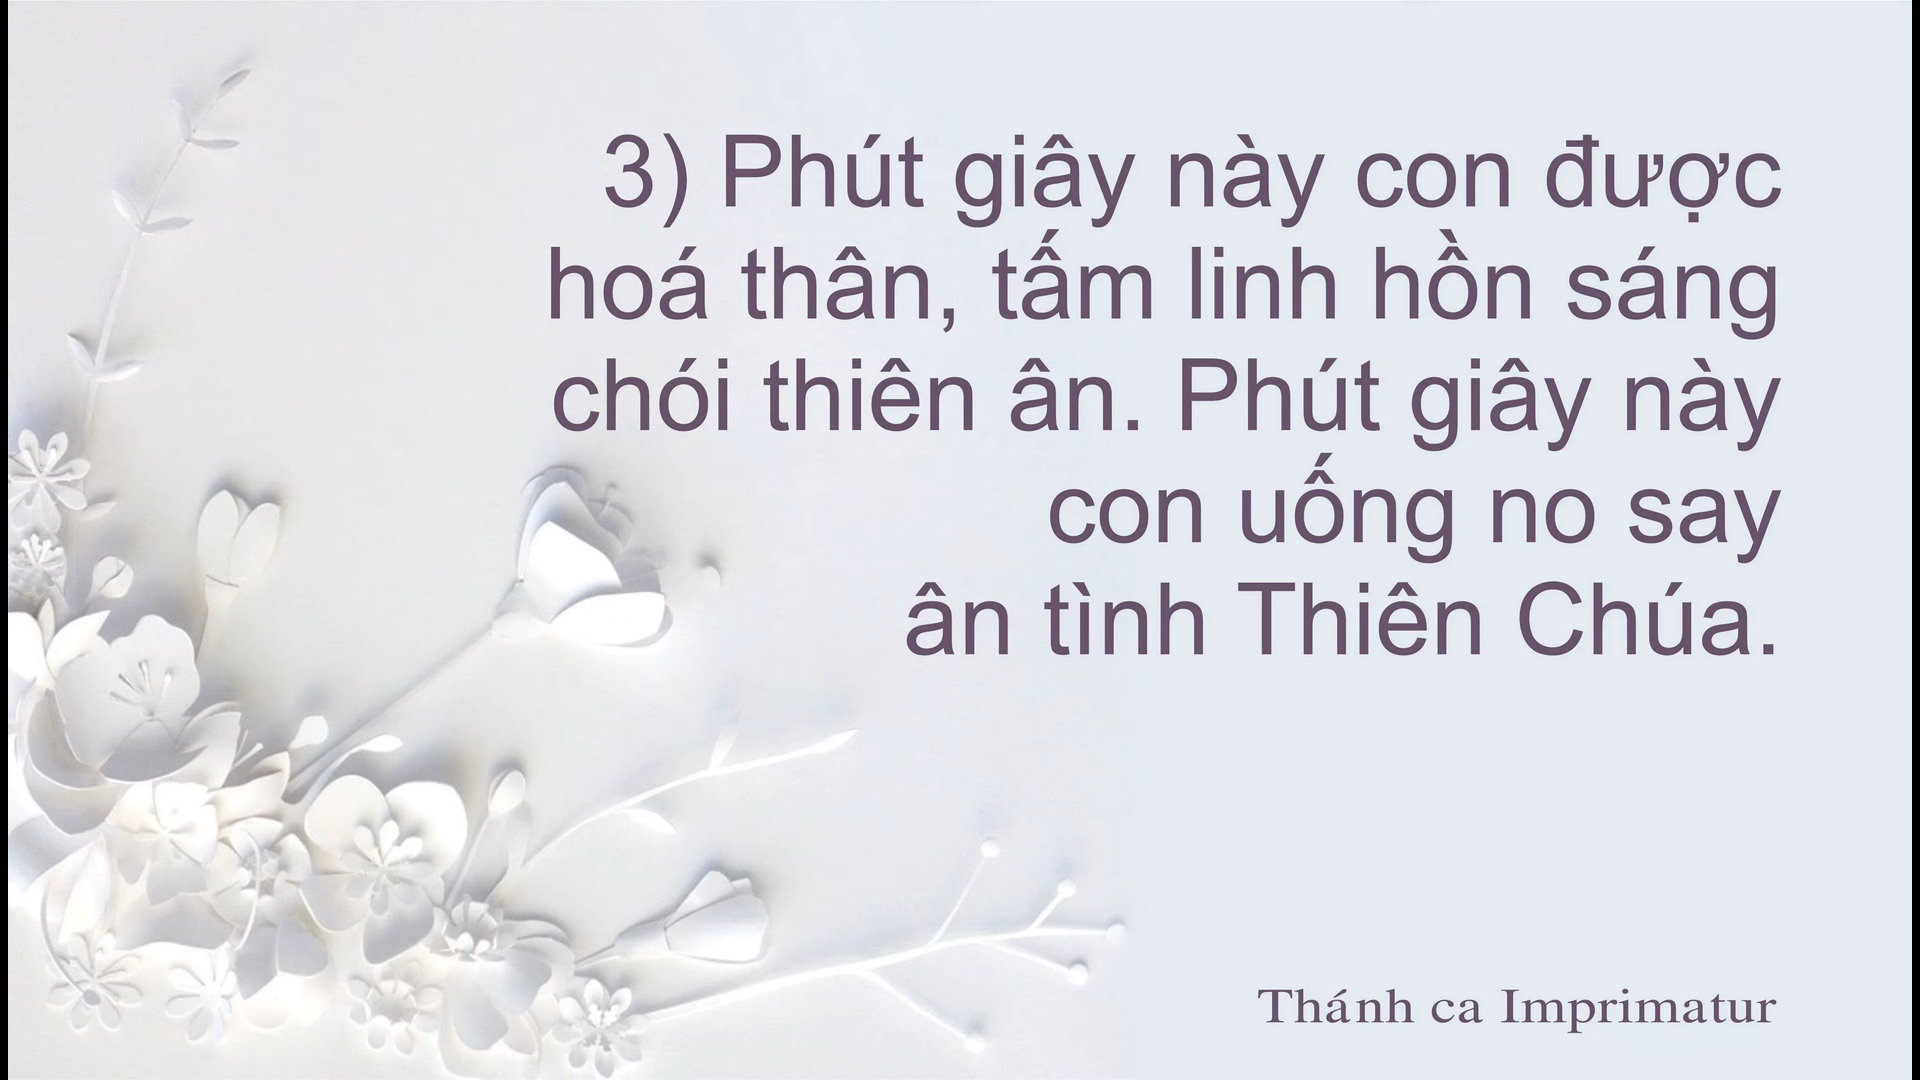 3) Phút giây này con được
hoá thân, tấm linh hồn sáng
chói thiên ân. Phút giây này
con uống no say
ân tình Thiên Chúa.
Thánh ca Imprimatur